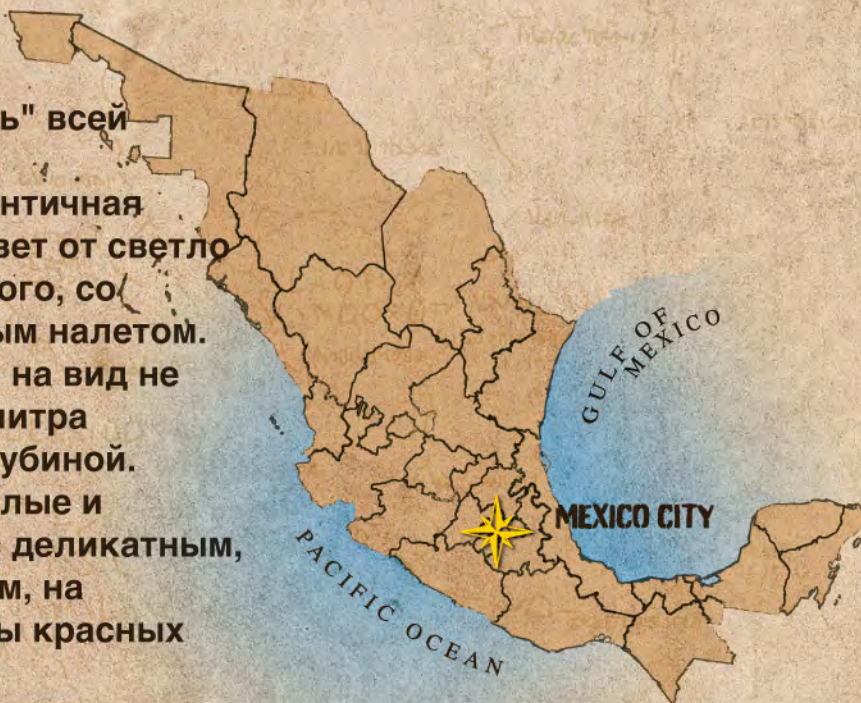 ь" всей
нтичная
вет от светло
ого, со
ым налетом.
на вид не
литра
убиной.
лые и
деликатным,
м, на
ы красных
GULF OF
MEXICO
MEXICO CITY
PACIFIC OCEAN